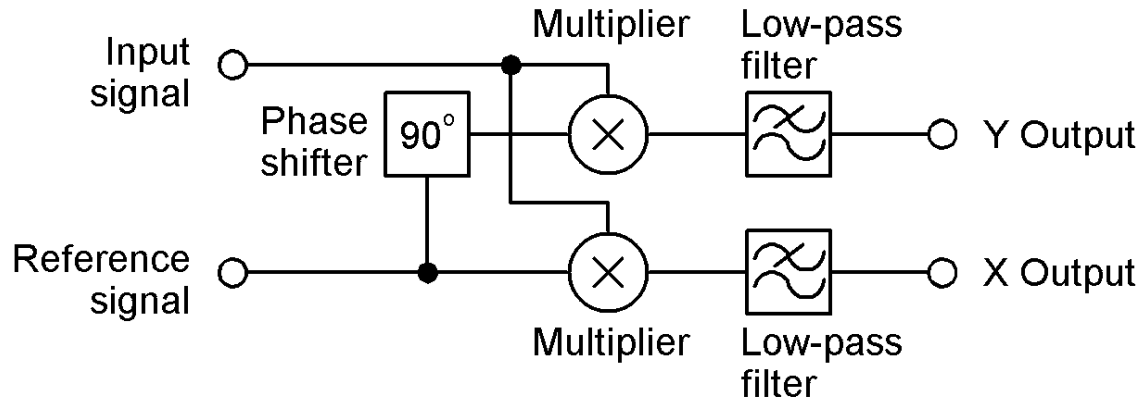 Multiplier
Low-pass
filter
Input
signal
Phase
shifter
90°
Y Output
Reference
signal
X Output
Multiplier
Low-pass
filter